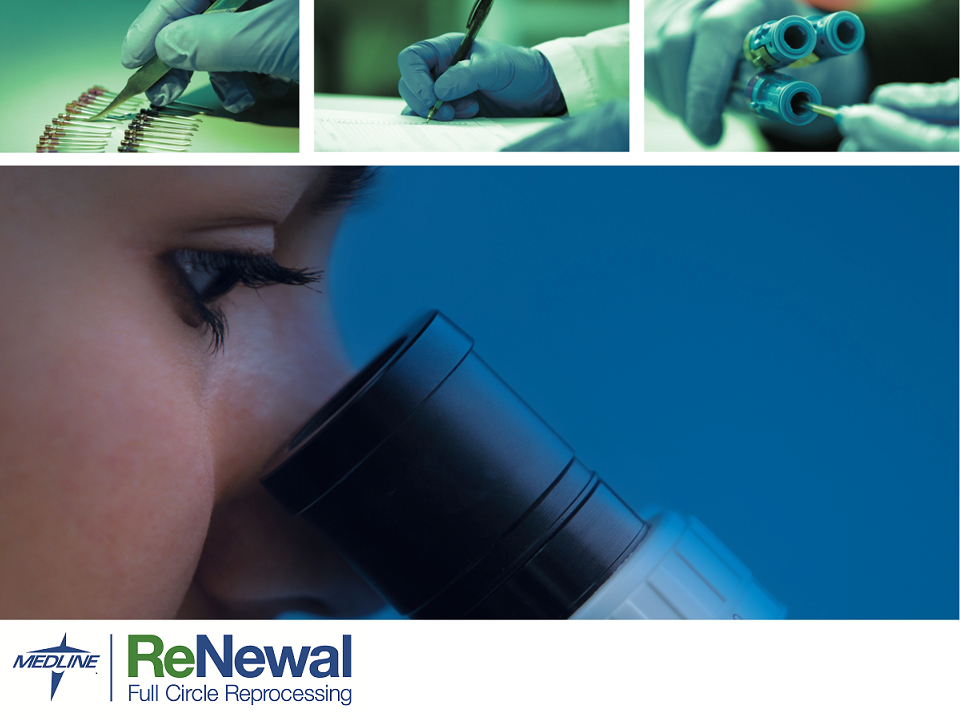 MEDLINE
ReNewal
Full Circle Reprocessing